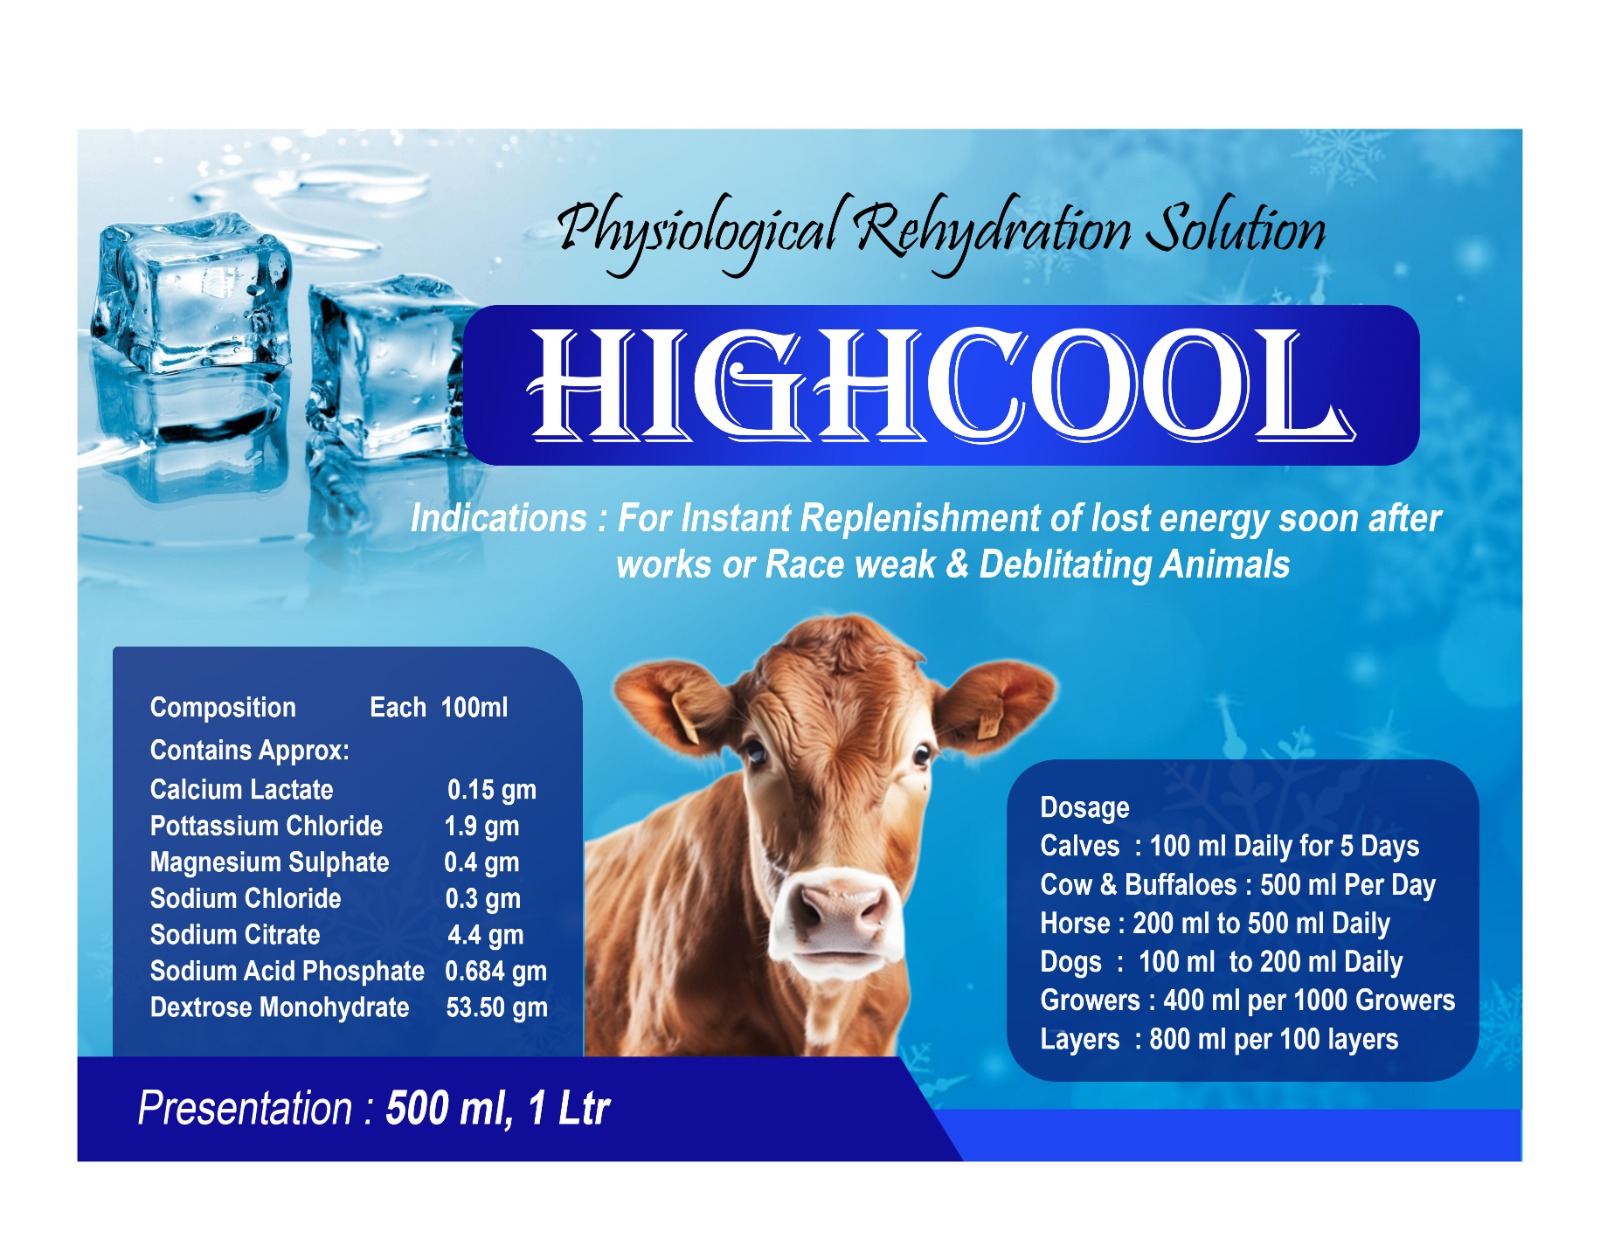 Physiological Rehydration Solution
HIGHCOOL
Indications : For Instant Replenishment of lost energy soon after
works or Race weak & Deblitating Animals
Composition Each 100ml
Contains Approx:
Calcium Lactate 0.15 gm
Pottassium Chloride 1.9 gm
Magnesium Sulphate 0.4 gm
Sodium Chloride 0.3 gm
Sodium Citrate 4.4 gm
Sodium Acid Phosphate 0.684 gm
Dextrose Monohydrate 53.50 gm
Dosage
Calves : 100 ml Daily for 5 Days
Cow & Buffaloes : 500 ml Per Day
Horse : 200 ml to 500 ml Daily
Dogs : 100 ml to 200 ml Daily
Growers : 400 ml per 1000 Growers
Layers : 800 ml per 100 layers
Presentation : 500 ml, 1 Ltr